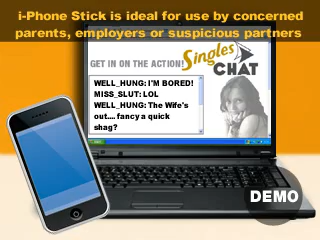 i-Phone Stick is ideal for use by concerned
parents, employers or suspicious partners
GET IN ON THE ACTION!
Singles
CHAT
WELL_HUNG: I'M BORED!
MISS_SLUT: LOL
WELL_HUNG: The Wife's
out.... fancy a quick
shag?
DEMO